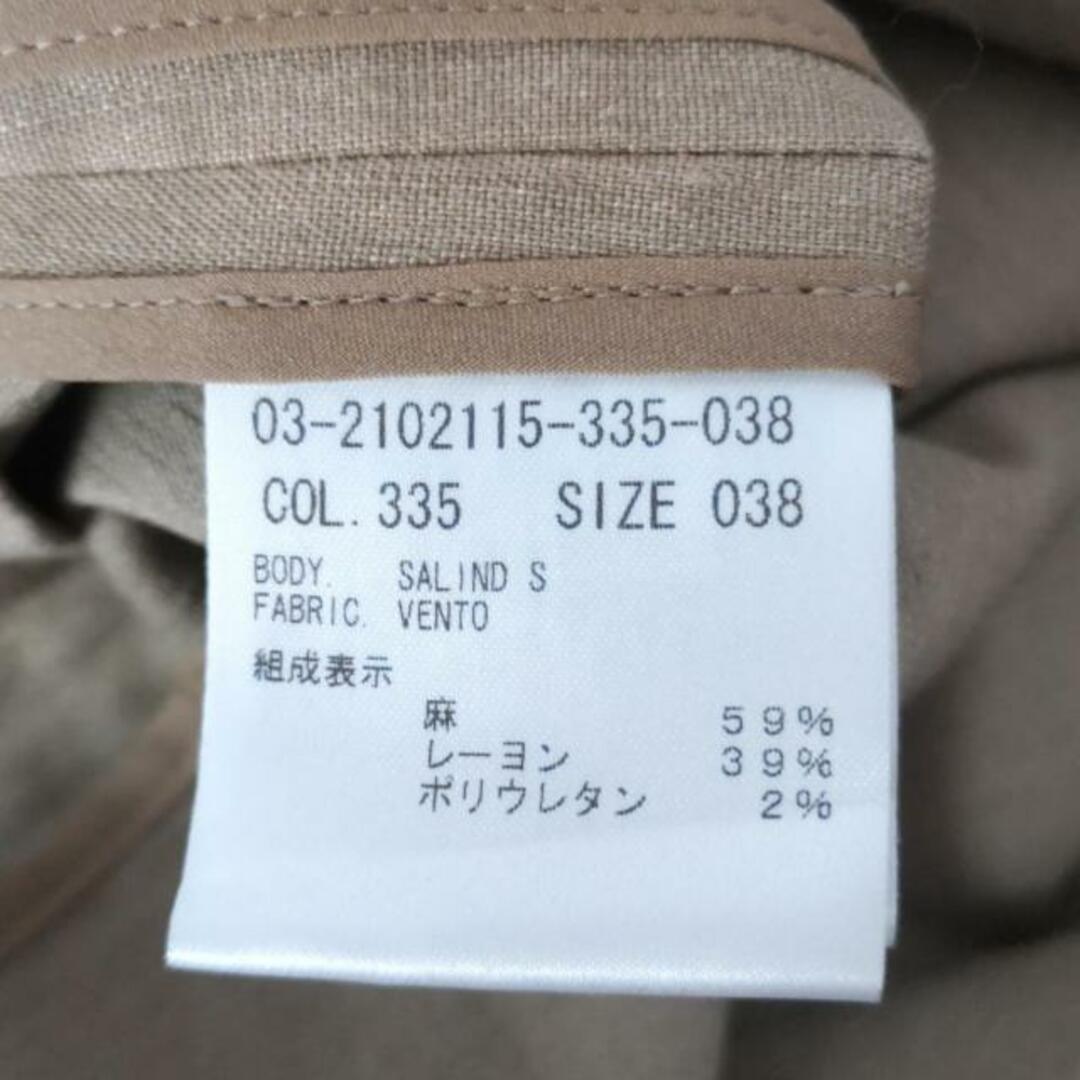 03-2102115-335-038
COL. 335 SIZE 038
BODY. SALIND S
FABRIC. VENTO
組成表示
麻 59%
レーヨン 39%
ポリウレタン 2%